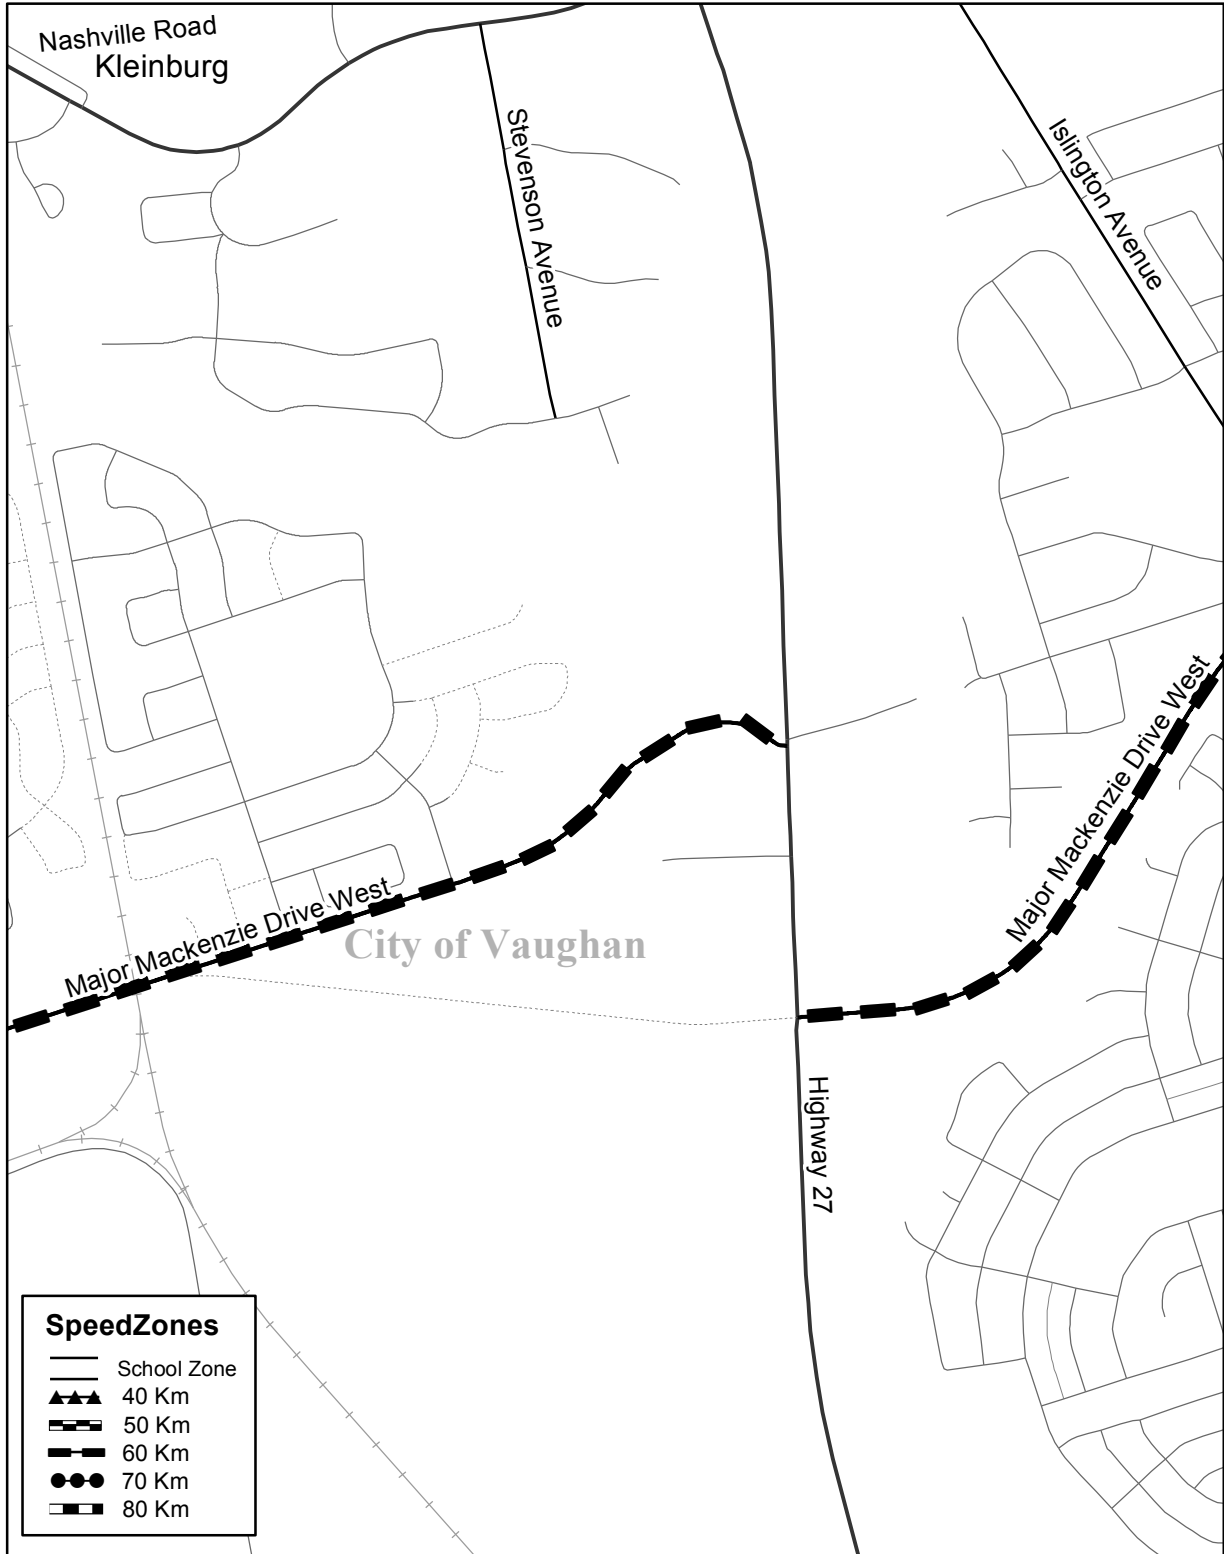 Nashville Road
Kleinburg
Stevenson Avenue
Islington Avenue
Major Mackenzie Drive West
Major Mackenzie Drive West
City of Vaughan
Highway 27
SpeedZones
School Zone
40 Km
50 Km
60 Km
70 Km
80 Km